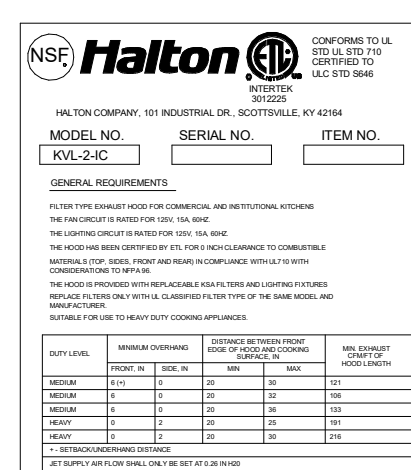 NSF
Halton
ETL
INTERTEK
3012225
CONFORMS TO UL
STD UL STD 710
CERTIFIED TO
ULC STD S646
HALTON COMPANY, 101 INDUSTRIAL DR., SCOTTSVILLE, KY 42164
MODEL NO. SERIAL NO. ITEM NO.
KVL-2-IC
GENERAL REQUIREMENTS
FILTER TYPE EXHAUST HOOD FOR COMMERCIAL AND INSTITUTIONAL KITCHENS
THE FAN CIRCUIT IS RATED FOR 125V, 15A, 60HZ.
THE LIGHTING CIRCUIT IS RATED FOR 125V, 15A, 60HZ.
THE HOOD HAS BEEN CERTIFIED BY ETL FOR 0 INCH CLEARANCE TO COMBUSTIBLE
MATERIALS (TOP, SIDES, FRONT AND REAR) IN COMPLIANCE WITH UL710 WITH
CONSIDERATIONS TO NFPA 96.
THE HOOD IS PROVIDED WITH REPLACEABLE KSA FILTERS AND LIGHTING FIXTURES
REPLACE FILTERS ONLY WITH UL CLASSIFIED FILTER TYPE OF THE SAME MODEL AND
MANUFACTURER.
SUITABLE FOR USE TO HEAVY DUTY COOKING APPLIANCES.
DUTY LEVEL MINIMUM OVERHANG DISTANCE BETWEEN FRONT EDGE OF HOOD AND COOKING SURFACE, IN MIN. EXHAUST CFM/FT OF HOOD LENGTH
FRONT, IN SIDE, IN MIN MAX
MEDIUM 6 (+) 0 20 30 121
MEDIUM 6 0 20 32 106
MEDIUM 6 0 20 36 133
HEAVY 0 2 20 25 191
HEAVY 0 2 20 30 216
+ - SETBACK/UNDERHANG DISTANCE
JET SUPPLY AIR FLOW SHALL ONLY BE SET AT 0.26 IN H20